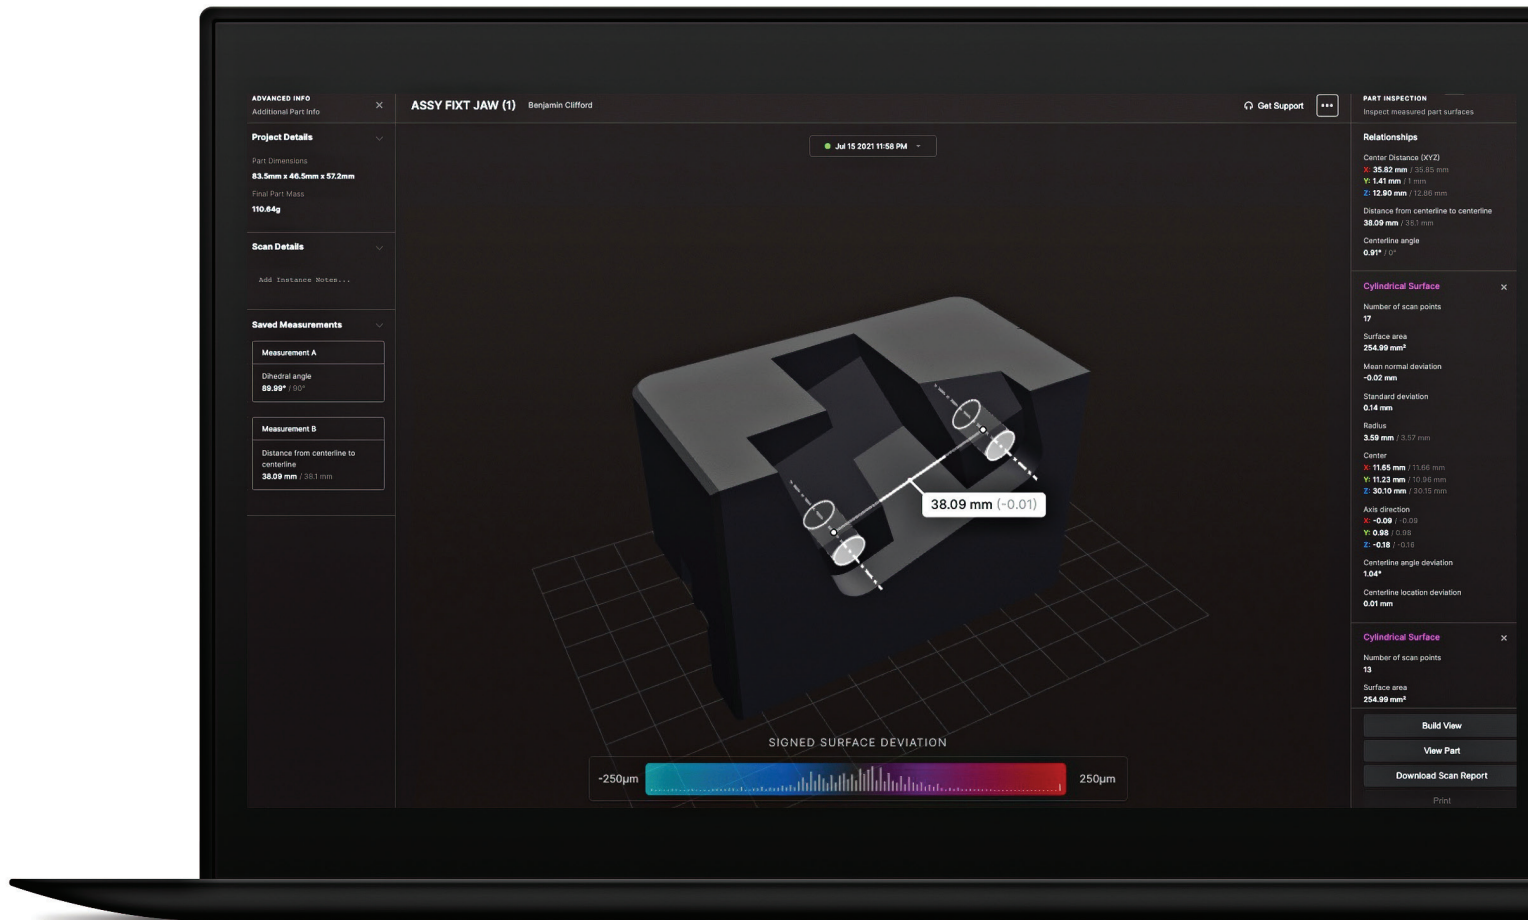 ADVANCED INFO
Additional Part Info
Project Details
Part Dimensions
83.5mm x 46.5mm x 57.2mm
Final Part Mass
110.64g
Scan Details
Add Instance Notes...
Saved Measurements
Measurement A
Dihedral angle
89.99° / 90°
Measurement B
Distance from centerline to
centerline
38.09 mm / 38.1 mm
ASSY FIXT JAW (1) Benjamin Clifford
Get Support
Jul 15 2021 11:58 PM
38.09 mm (-0.01)
SIGNED SURFACE DEVIATION
-250μm
250μm
PART INSPECTION
Inspect measured part surfaces
Relationships
Center Distance (XYZ)
X: 35.82 mm / 35.85 mm
Y: 1.41 mm / 1 mm
Z: 12.90 mm / 12.86 mm
Distance from centerline to centerline
38.09 mm / 38.1 mm
Centerline angle
0.91° / 0°
Cylindrical Surface
Number of scan points
17
Surface area
254.99 mm²
Mean normal deviation
-0.02 mm
Standard deviation
0.14 mm
Radius
3.59 mm / 3.57 mm
Center
X: 11.65 mm / 11.66 mm
Y: 11.23 mm / 10.96 mm
Z: 30.10 mm / 30.15 mm
Axis direction
X: -0.09 / -0.09
Y: 0.98 / 0.98
Z: -0.18 / -0.16
Centerline angle deviation
1.04°
Centerline location deviation
0.01 mm
Cylindrical Surface
Number of scan points
13
Surface area
254.99 mm²
Build View
View Part
Download Scan Report
Print